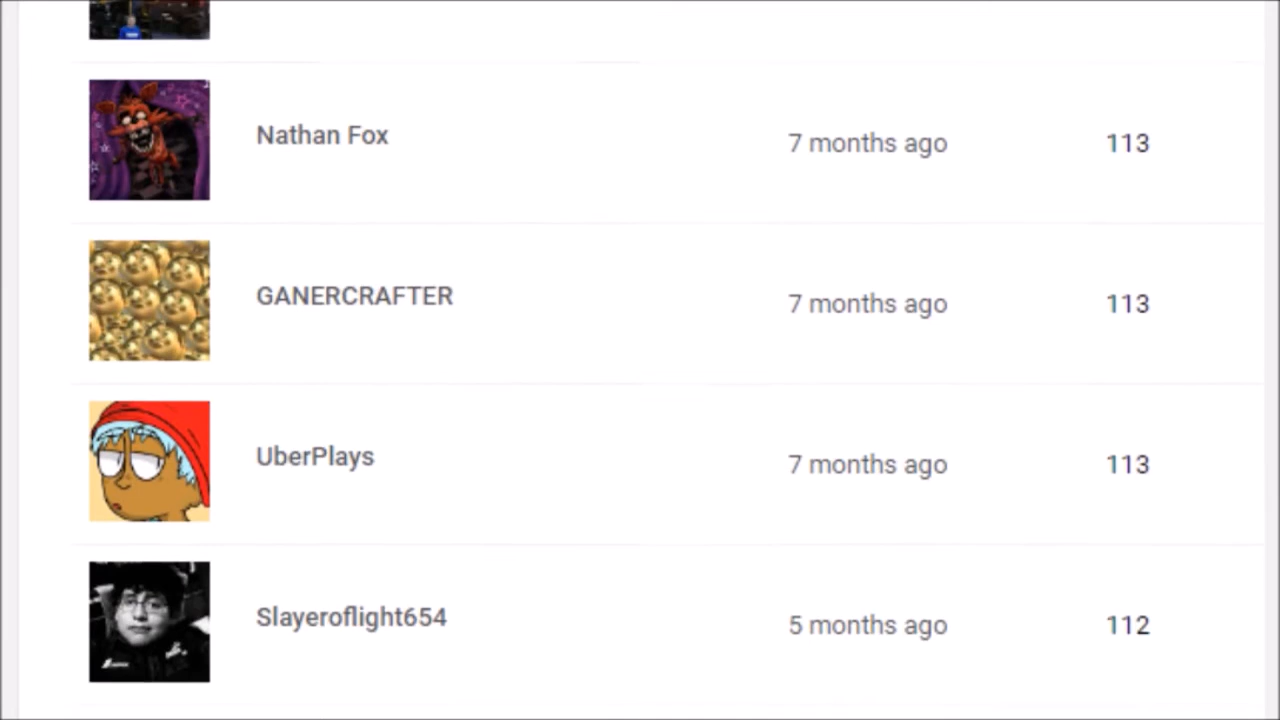 Nathan Fox 7 months ago 113
GANERCRAFTER 7 months ago 113
UberPlays 7 months ago 113
Slayeroflight654 5 months ago 112